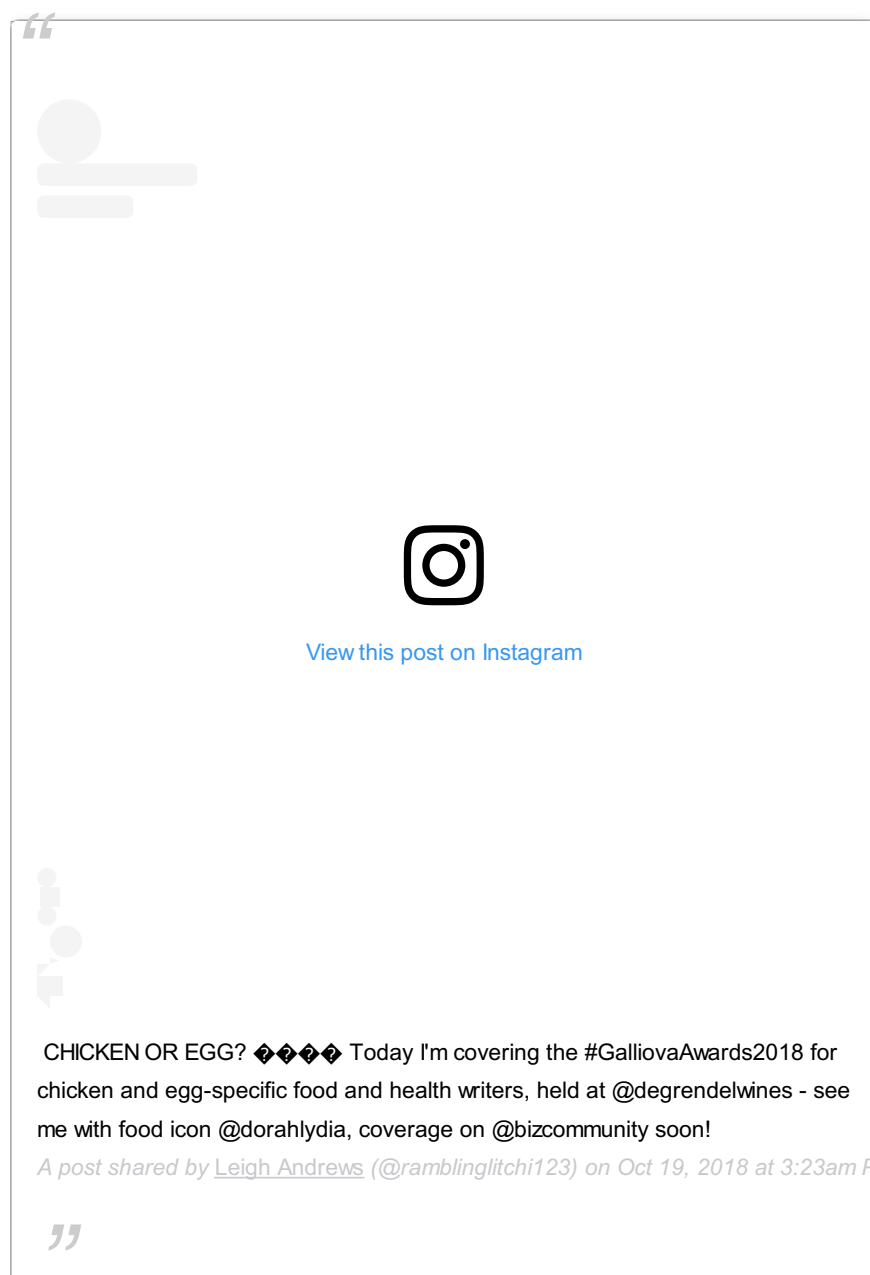 “
View this post on Instagram
CHICKEN OR EGG? ���� Today I'm covering the #GalliovaAwards2018 for
chicken and egg-specific food and health writers, held at @degrendelwines - see
me with food icon @dorahlydia, coverage on @bizcommunity soon!
A post shared by Leigh Andrews (@ramblinglitchi123) on Oct 19, 2018 at 3:23am P
”